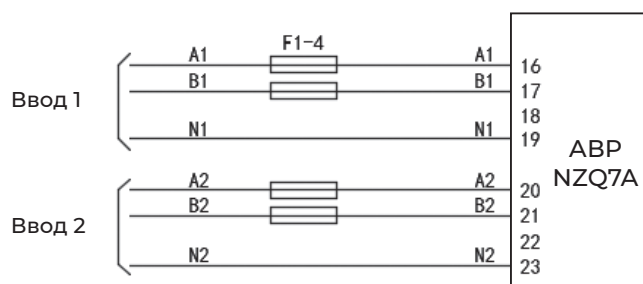 F1-4
A1 A1 16
B1 B1 17
Ввод 1
18
N1 N1 19
АВР
NZQ7A
A2 A2 20
B2 B2 21
Ввод 2
22
N2 N2 23